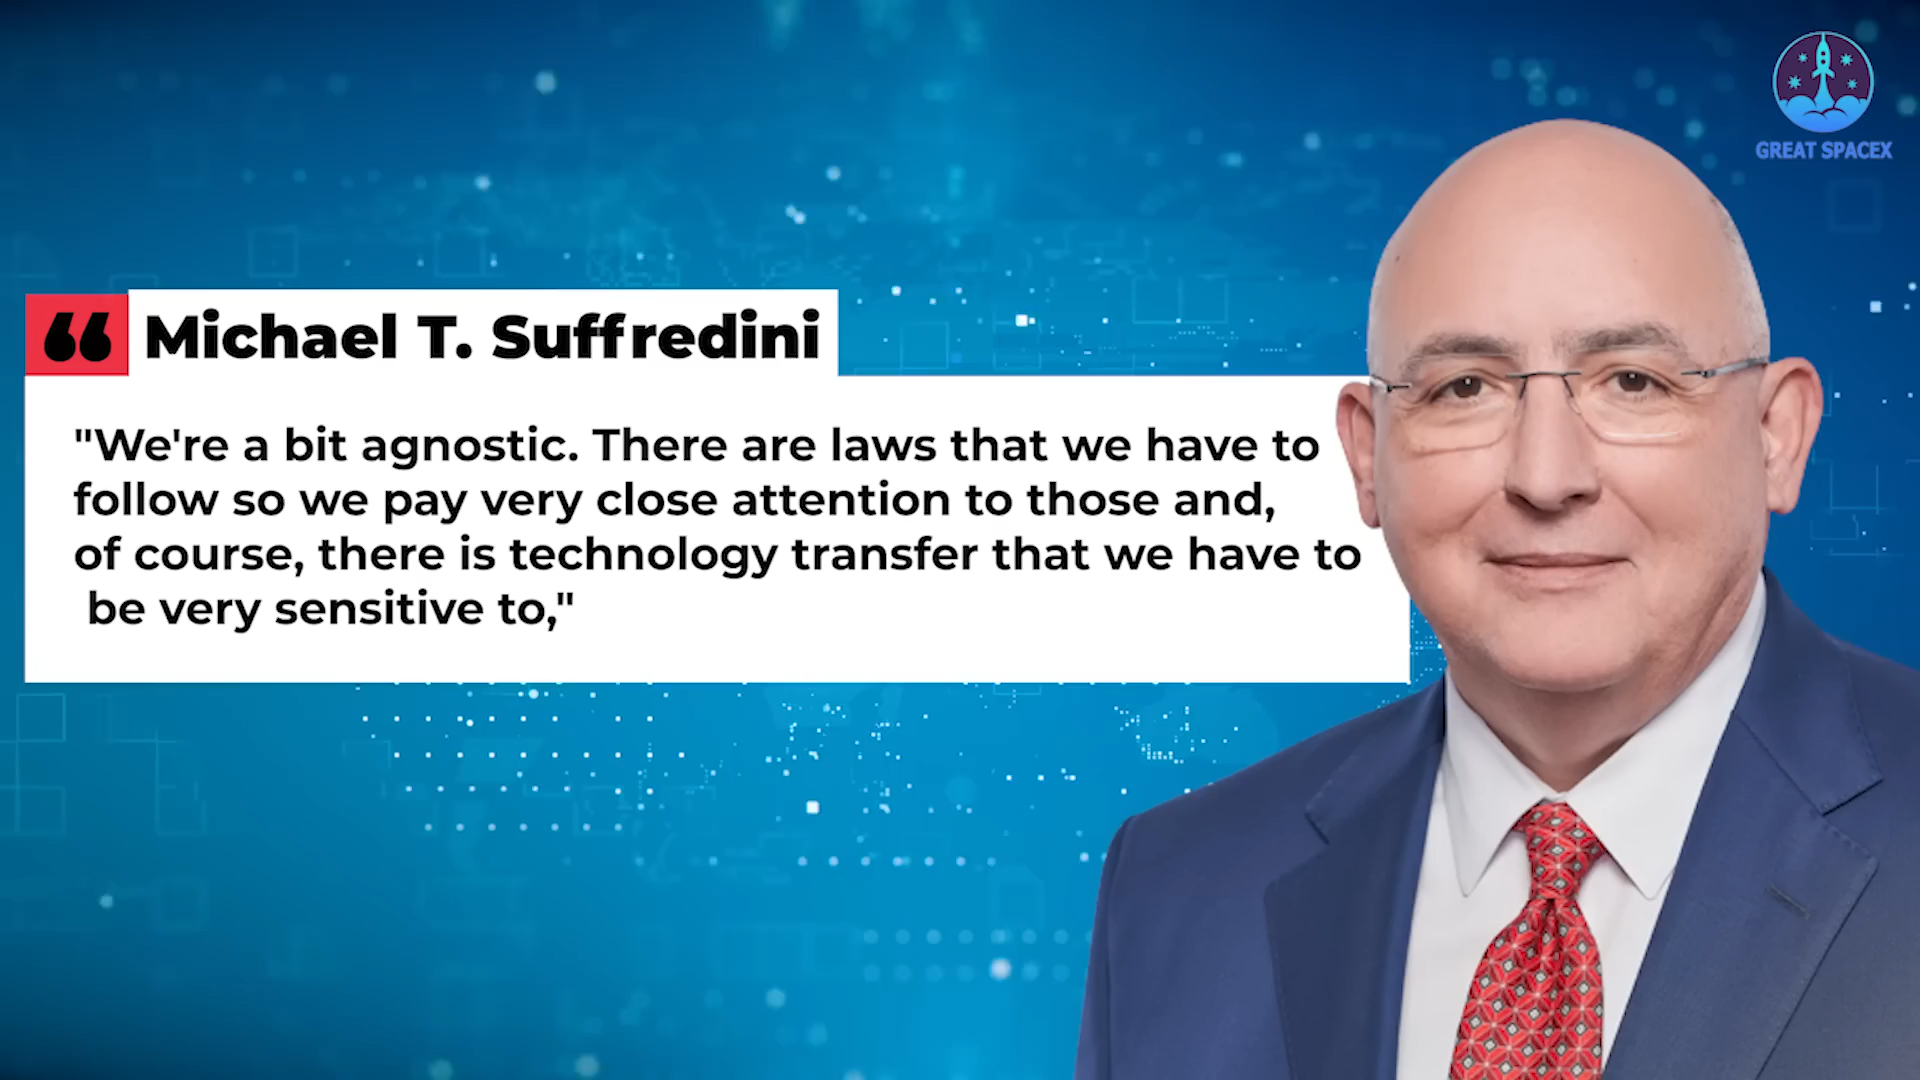 GREAT SPACEX
Michael T. Suffredini
"We're a bit agnostic. There are laws that we have to
follow so we pay very close attention to those and,
of course, there is technology transfer that we have to
be very sensitive to,"